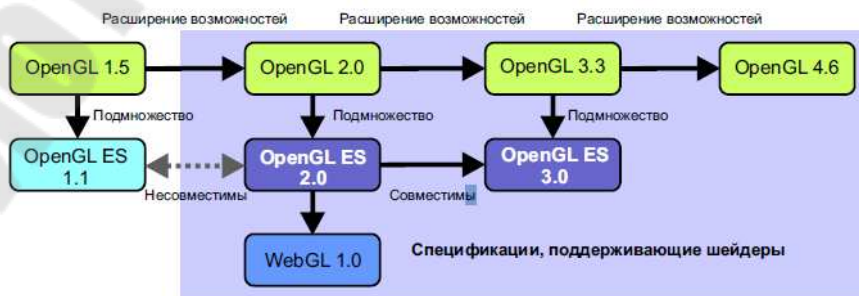 Расширение возможностей Расширение возможностей Расширение возможностей
OpenGL 1.5 OpenGL 2.0 OpenGL 3.3 OpenGL 4.6
Подмножество Подмножество Подмножество
OpenGL ES
1.1
OpenGL ES
2.0
OpenGL ES
3.0
Несовместимы Совместимы
WebGL 1.0
Спецификации, поддерживающие шейдеры